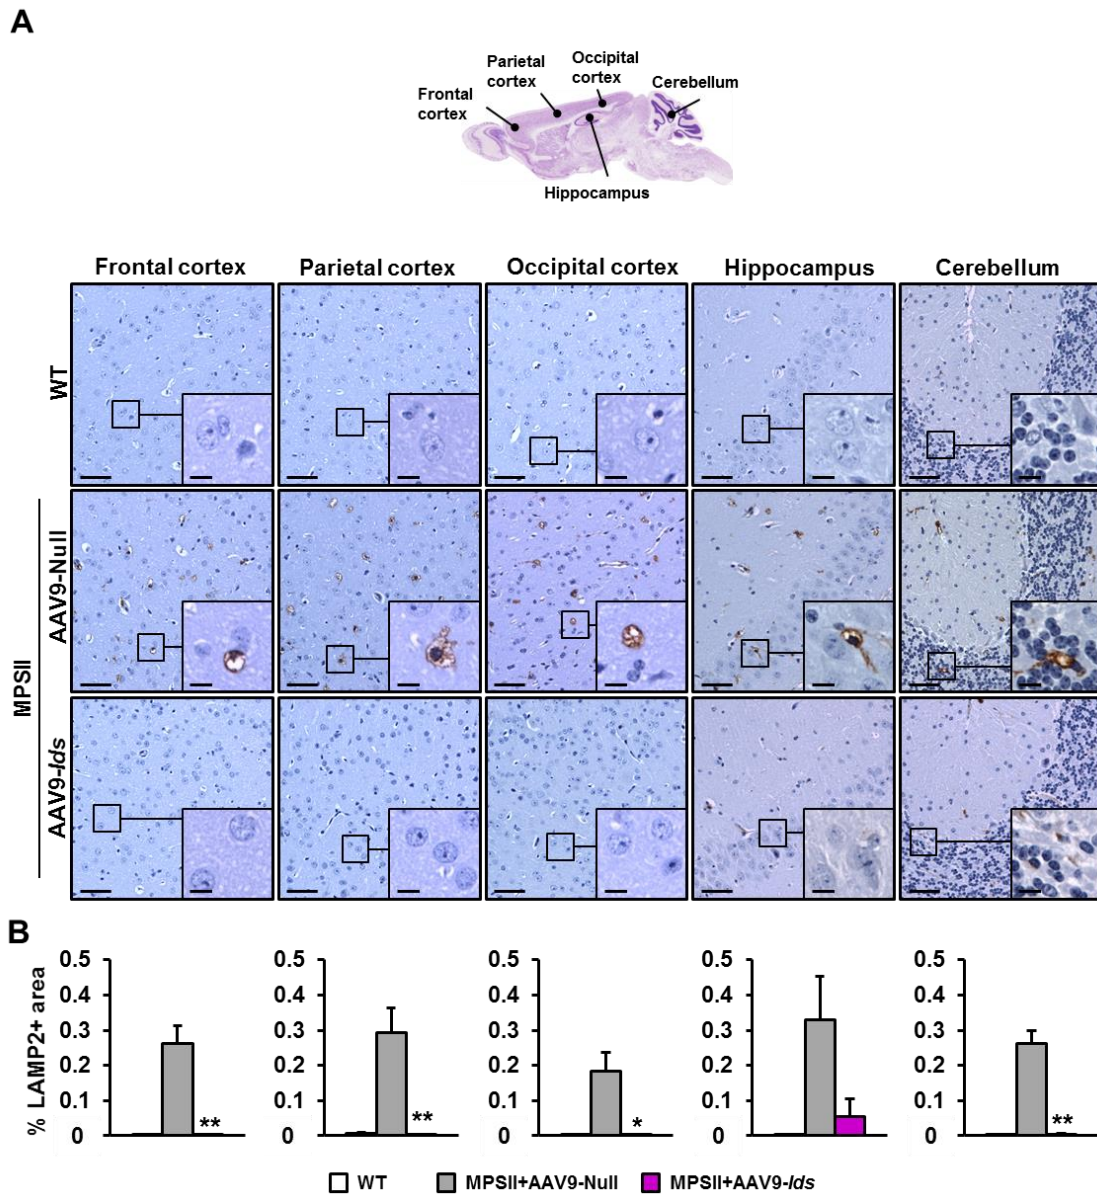 A
Parietal
cortex
Occipital
cortex
Frontal
cortex
Cerebellum
Hippocampus
Frontal cortex Parietal cortex Occipital cortex Hippocampus Cerebellum
WT
MPSII
AAV9-Null
AAV9-Ids
B
% LAMP2+ area
0.5 0.5 0.5 0.5 0.5
0.4 0.4 0.4 0.4 0.4
0.3 0.3 0.3 0.3 0.3
0.2 0.2 0.2 0.2 0.2
0.1 0.1 0.1 0.1 0.1
0 ** 0 ** 0 * 0 0 **
WT MPSII+AAV9-Null MPSII+AAV9-Ids